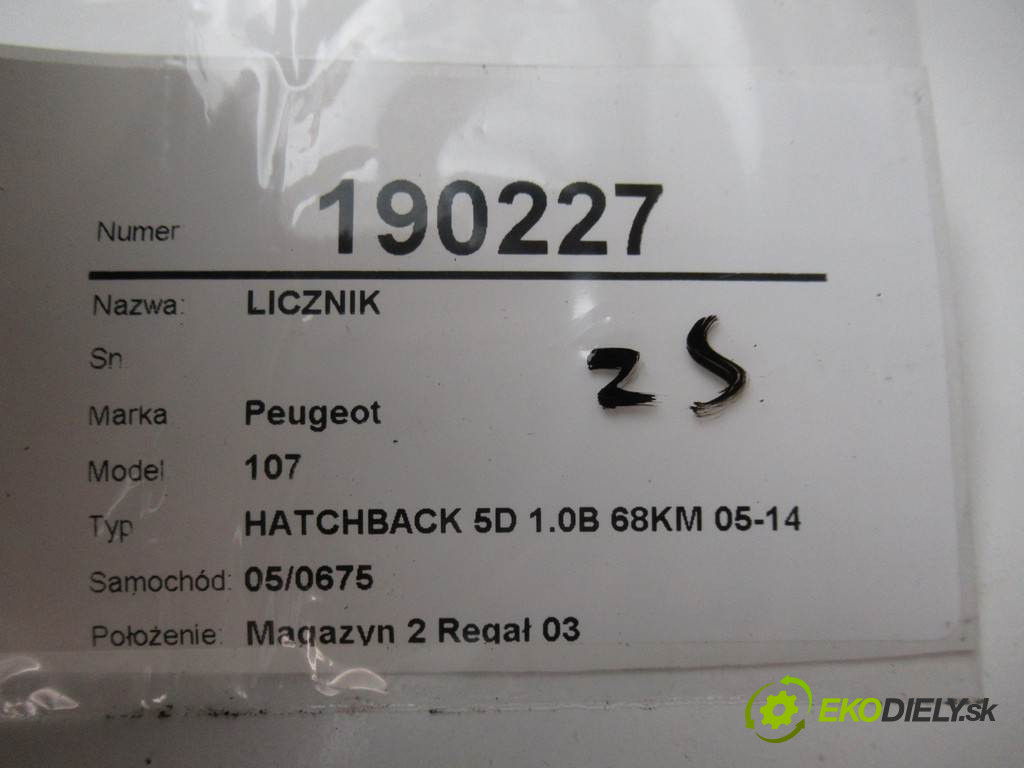 Numer 190227
Nazwa: LICZNIK
Sn
ZS
Marka Peugeot
Model 107
Typ HATCHBACK 5D 1.0B 68KM 05-14
Samochód: 05/0675
Położenie: Magazyn 2 Regał 03
EKODIELY.sk